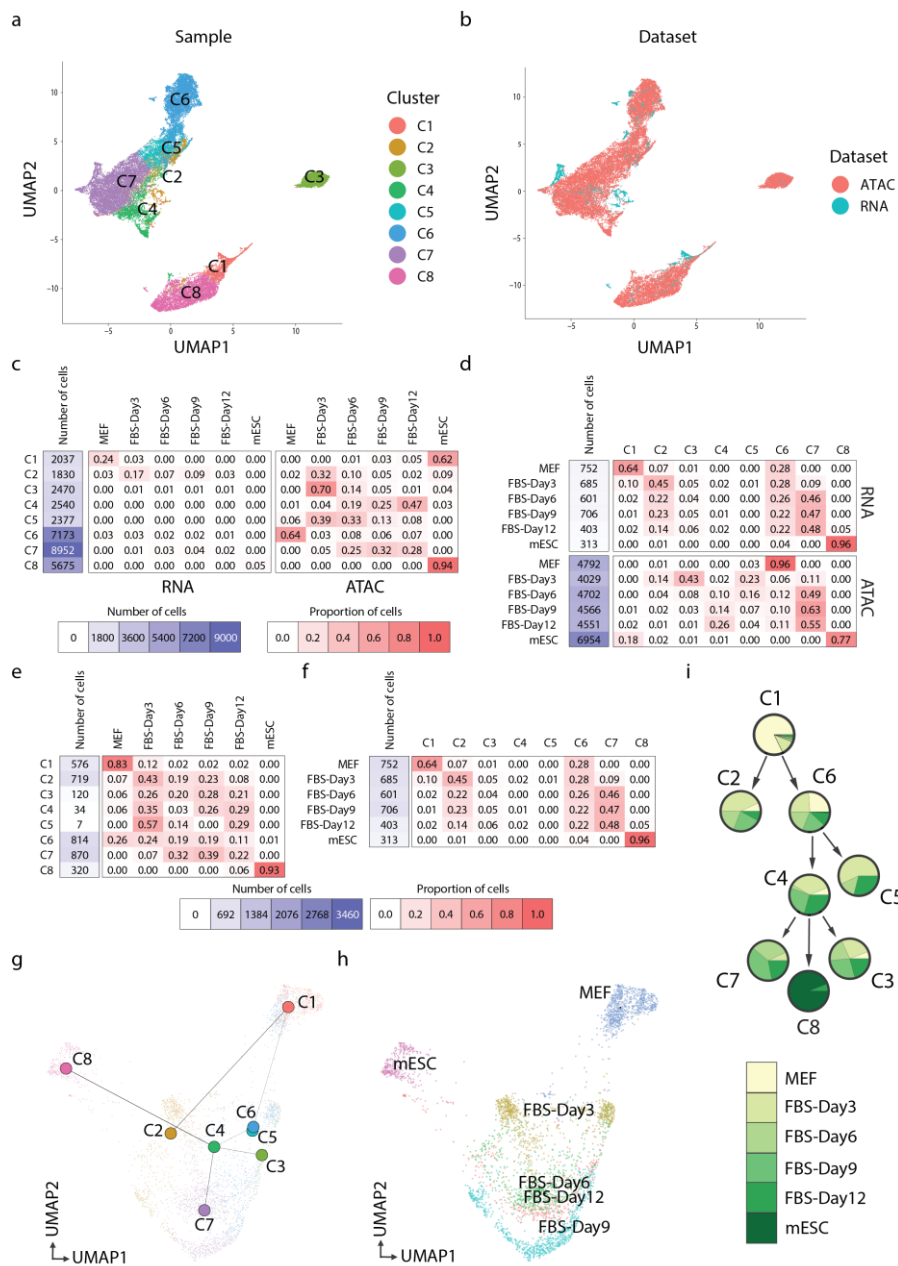 a
Sample
C6
C5
C2
C7
C4
C3
C1
C8
10
5
0
−5
−10
−5
0
5
10
UMAP2
UMAP1
Cluster
C1
C2
C3
C4
C5
C6
C7
C8
b
Dataset
10
5
0
−5
−10
−5
0
5
10
UMAP2
UMAP1
Dataset
ATAC
RNA
c
Number of cells MEF FBS-Day3 FBS-Day6 FBS-Day9 FBS-Day12 mESC MEF FBS-Day3 FBS-Day6 FBS-Day9 FBS-Day12 mESC
C1 2037 0.24 0.03 0.00 0.00 0.00 0.00 0.00 0.00 0.01 0.03 0.05 0.62
C2 1830 0.03 0.17 0.07 0.09 0.03 0.00 0.02 0.32 0.10 0.05 0.02 0.09
C3 2470 0.00 0.01 0.01 0.01 0.01 0.00 0.00 0.70 0.14 0.05 0.01 0.04
C4 2540 0.00 0.00 0.00 0.00 0.00 0.00 0.00 0.04 0.19 0.25 0.47 0.02
C5 2377 0.00 0.00 0.00 0.00 0.00 0.00 0.06 0.39 0.33 0.13 0.08 0.00
C6 7173 0.03 0.03 0.02 0.02 0.01 0.00 0.64 0.03 0.08 0.06 0.07 0.00
C7 8952 0.00 0.01 0.03 0.04 0.02 0.00 0.00 0.05 0.25 0.32 0.28 0.00
C8 5675 0.00 0.00 0.00 0.00 0.00 0.05 0.00 0.00 0.00 0.00 0.00 0.94
RNA ATAC
Number of cells
0 1800 3600 5400 7200 9000
Proportion of cells
0.0 0.2 0.4 0.6 0.8 1.0
d
Number of cells C1 C2 C3 C4 C5 C6 C7 C8
MEF 752 0.64 0.07 0.01 0.00 0.00 0.28 0.00 0.00
FBS-Day3 685 0.10 0.45 0.05 0.02 0.01 0.28 0.09 0.00
FBS-Day6 601 0.02 0.22 0.04 0.00 0.00 0.26 0.46 0.00
FBS-Day9 706 0.01 0.23 0.05 0.01 0.00 0.22 0.47 0.00
FBS-Day12 403 0.02 0.14 0.06 0.02 0.00 0.22 0.48 0.05
mESC 313 0.00 0.01 0.00 0.00 0.00 0.04 0.00 0.96
RNA
MEF 4792 0.00 0.01 0.00 0.00 0.03 0.96 0.00 0.00
FBS-Day3 4029 0.00 0.14 0.43 0.02 0.23 0.06 0.11 0.00
FBS-Day6 4702 0.00 0.04 0.08 0.10 0.16 0.12 0.49 0.00
FBS-Day9 4566 0.01 0.02 0.03 0.14 0.07 0.10 0.63 0.00
FBS-Day12 4551 0.02 0.01 0.00 0.26 0.04 0.11 0.55 0.00
mESC 6954 0.18 0.02 0.01 0.01 0.00 0.00 0.00 0.77
ATAC
e
Number of cells MEF FBS-Day3 FBS-Day6 FBS-Day9 FBS-Day12 mESC
C1 576 0.83 0.12 0.02 0.02 0.02 0.00
C2 719 0.07 0.43 0.19 0.23 0.08 0.00
C3 120 0.06 0.26 0.20 0.28 0.21 0.00
C4 34 0.06 0.35 0.03 0.26 0.29 0.00
C5 7 0.00 0.57 0.14 0.00 0.29 0.00
C6 814 0.26 0.24 0.19 0.19 0.11 0.01
C7 870 0.00 0.07 0.32 0.39 0.22 0.00
C8 320 0.00 0.00 0.00 0.00 0.06 0.93
f
Number of cells C1 C2 C3 C4 C5 C6 C7 C8
MEF 752 0.64 0.07 0.01 0.00 0.00 0.28 0.00 0.00
FBS-Day3 685 0.10 0.45 0.05 0.02 0.01 0.28 0.09 0.00
FBS-Day6 601 0.02 0.22 0.04 0.00 0.00 0.26 0.46 0.00
FBS-Day9 706 0.01 0.23 0.05 0.01 0.00 0.22 0.47 0.00
FBS-Day12 403 0.02 0.14 0.06 0.02 0.00 0.22 0.48 0.05
mESC 313 0.00 0.01 0.00 0.00 0.00 0.04 0.00 0.96
Number of cells
0 692 1384 2076 2768 3460
Proportion of cells
0.0 0.2 0.4 0.6 0.8 1.0
g
C1
C8
C6
C2
C4
C5
C3
C7
UMAP2
UMAP1
h
MEF
mESC
FBS-Day3
FBS-Day6
FBS-Day12
FBS-Day9
UMAP2
UMAP1
i
C1
C2
C6
C4
C5
C7
C3
C8
MEF
FBS-Day3
FBS-Day6
FBS-Day9
FBS-Day12
mESC